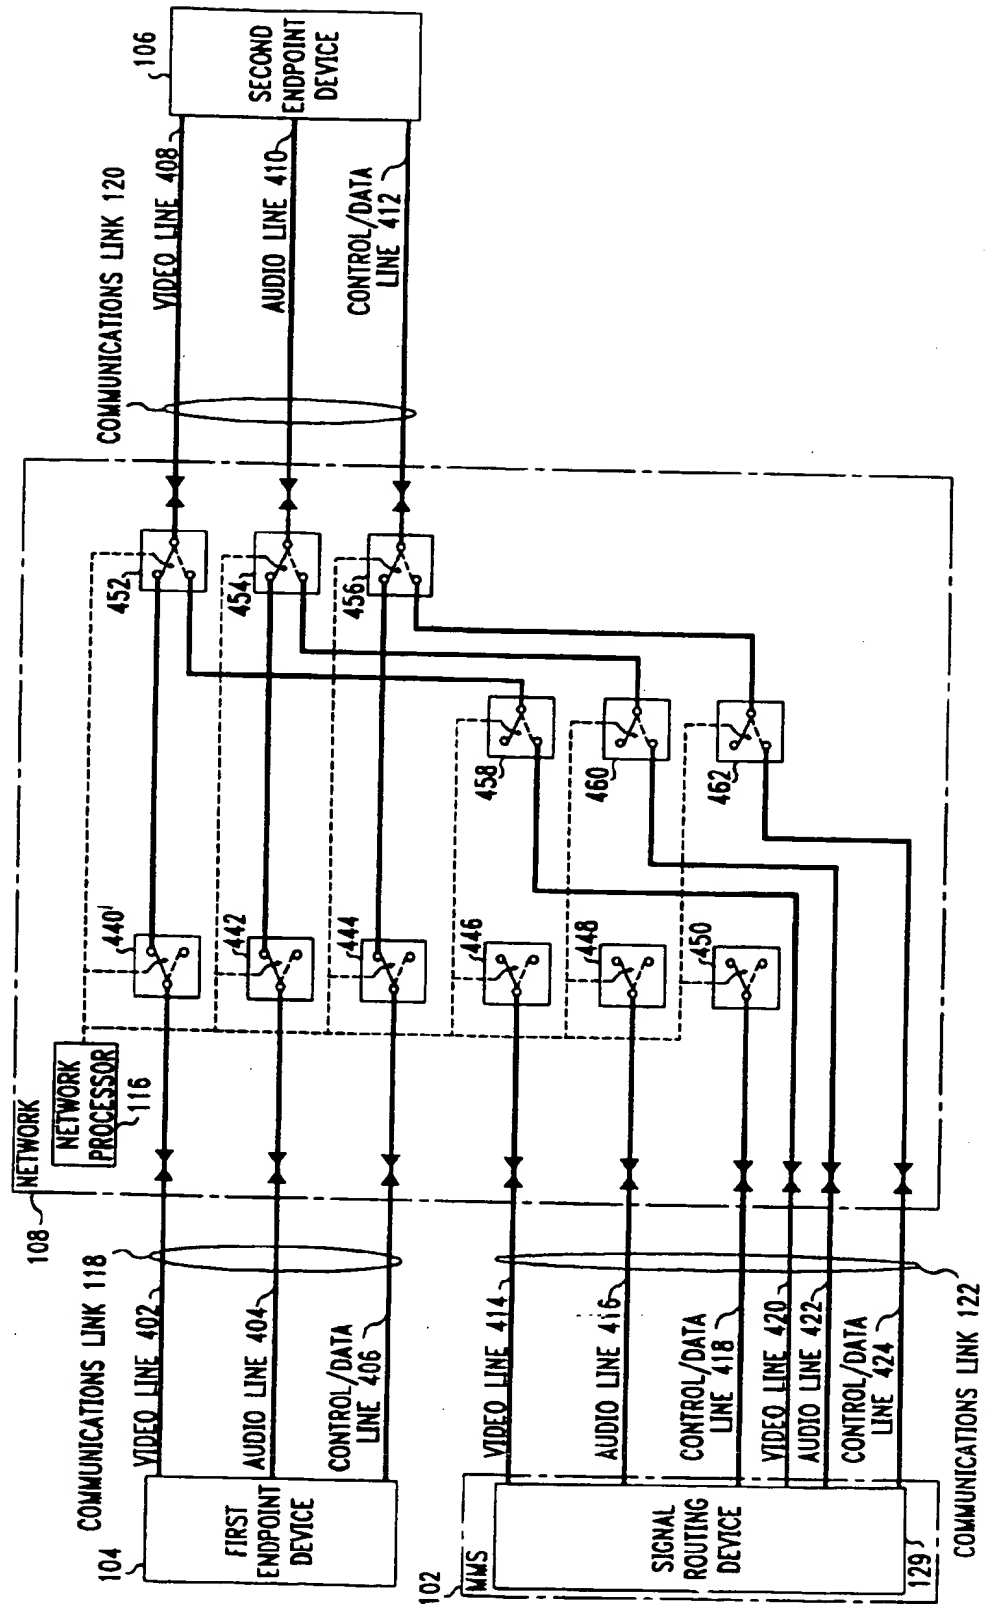 106
SECOND
ENDPOINT
DEVICE
COMMUNICATIONS LINK 120
VIDEO LINE 408
AUDIO LINE 410
CONTROL/DATA
LINE 412
452
454
456
458
460
462
440'
442
444
446
448
450
108
NETWORK
NETWORK
PROCESSOR
116
COMMUNICATIONS LINK 118
VIDEO LINE 402
AUDIO LINE 404
CONTROL/DATA
LINE 406
VIDEO LINE 414
AUDIO LINE 416
CONTROL/DATA
LINE 418
VIDEO LINE 420
AUDIO LINE 422
CONTROL/DATA
LINE 424
COMMUNICATIONS LINK 122
104
FIRST
ENDPOINT
DEVICE
102
MMS
SIGNAL
ROUTING
DEVICE
129